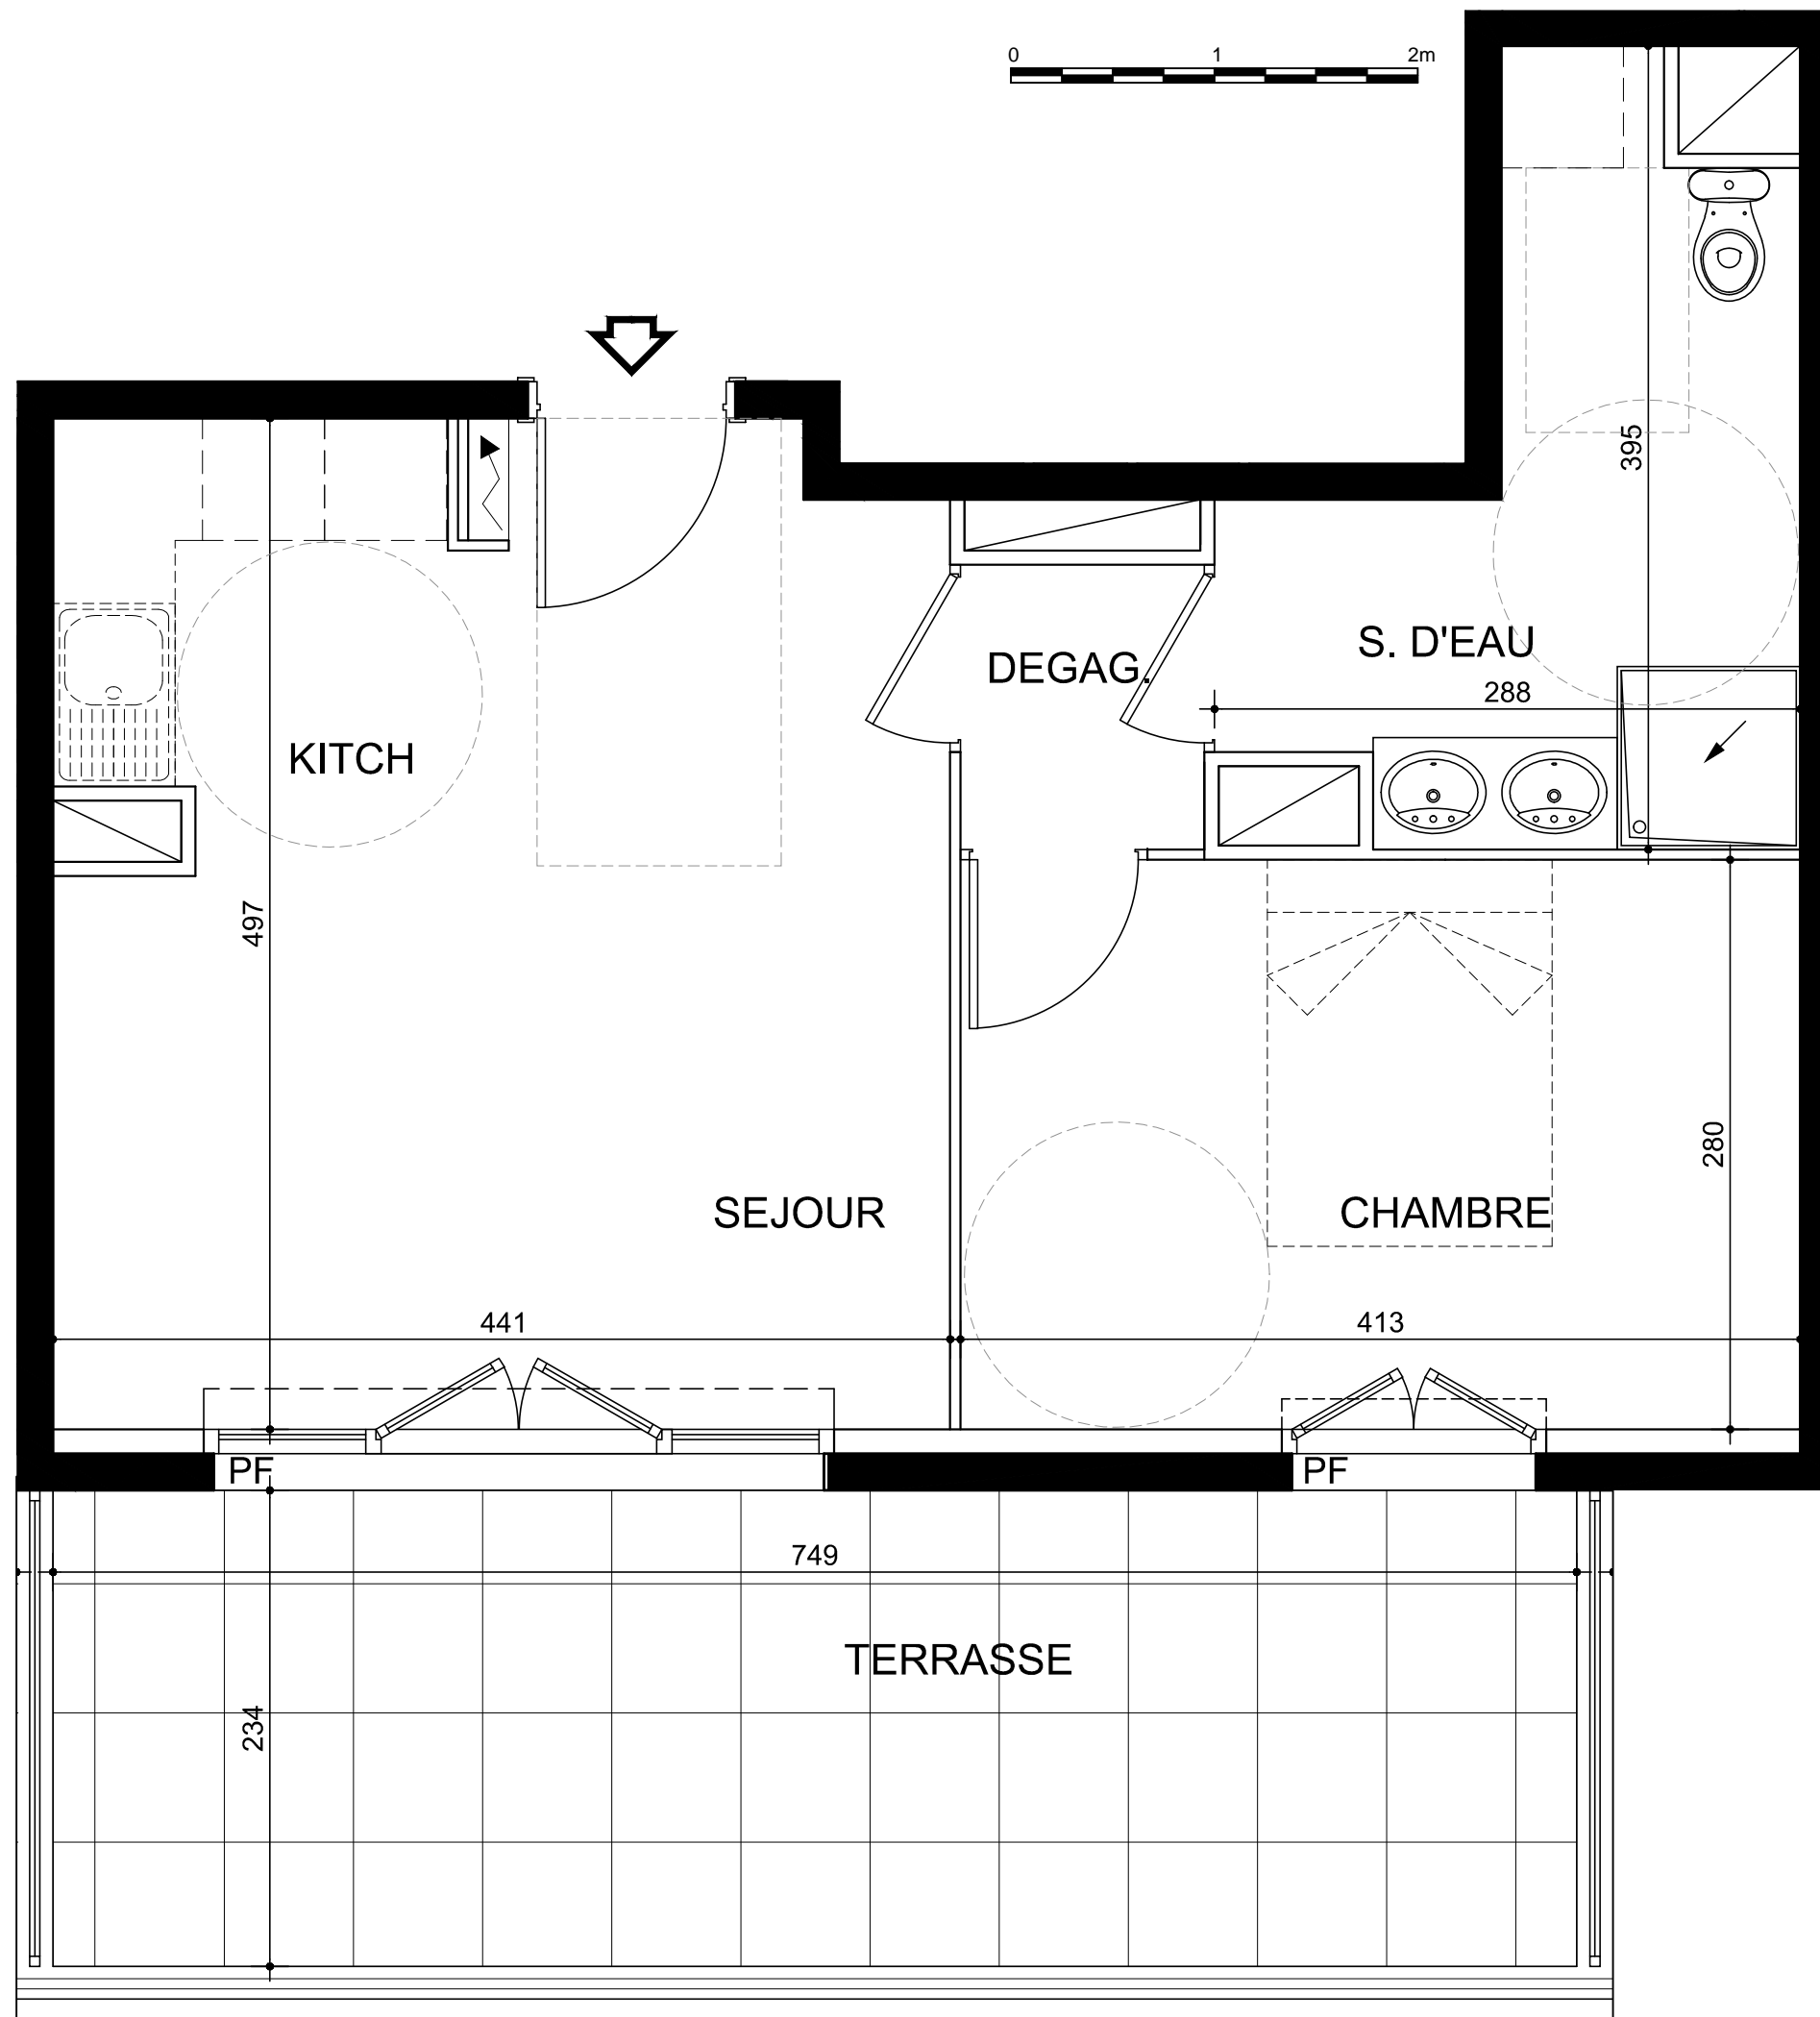 0 1 2m
395
S. D'EAU
DEGAG.
288
KITCH
497
280
SEJOUR
CHAMBRE
441
413
PF
PF
749
TERRASSE
234